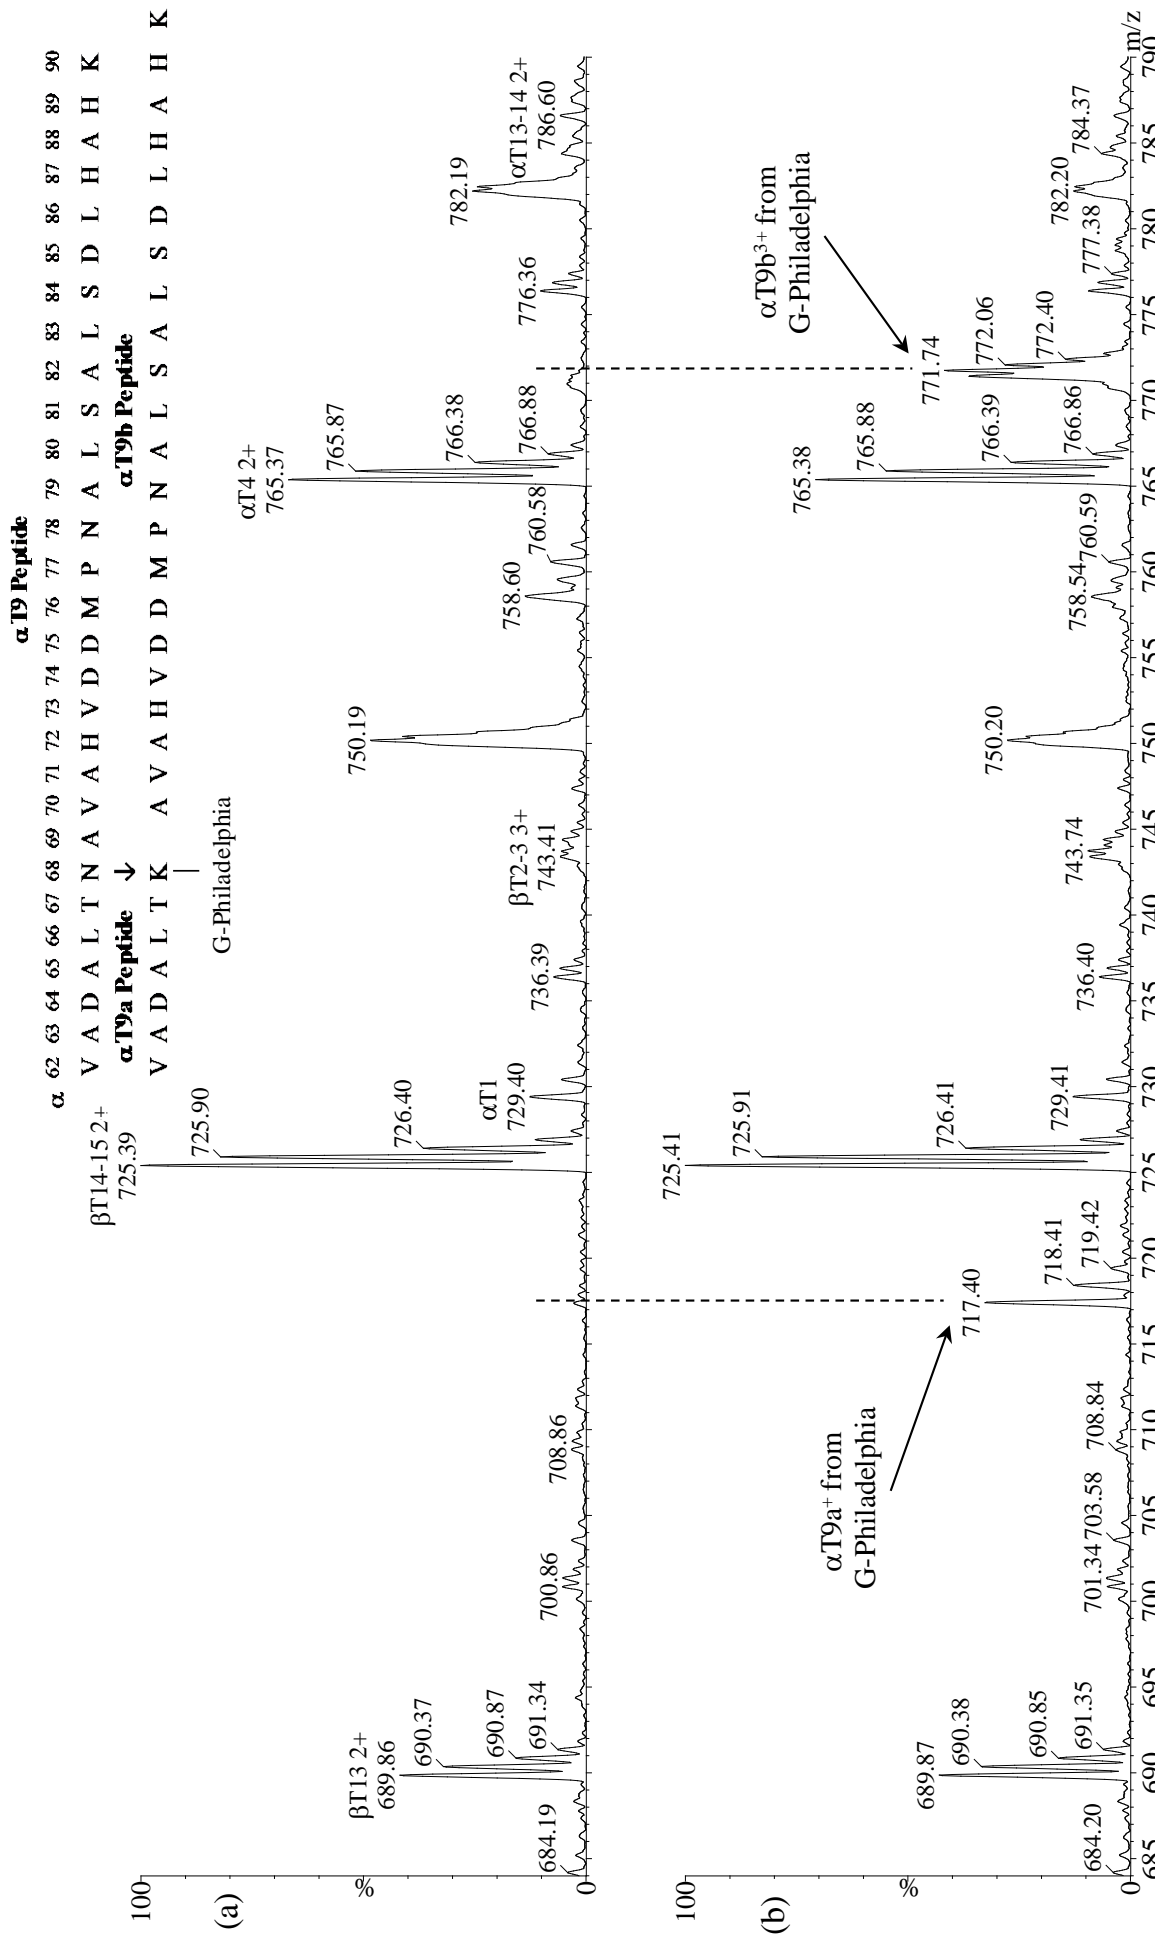 α T9 Peptide
α 62 63 64 65 66 67 68 69 70 71 72 73 74 75 76 77 78 79 80 81 82 83 84 85 86 87 88 89 90
V A D A L T N A V A H V D D M P N A L S A L S D L H A H K
αT9a Peptide ↓ αT9b Peptide
V A D A L T K A V A H V D D M P N A L S A L S D L H A H K
G-Philadelphia
(a)
100
%
0
684.19
βT13 2+
689.86
690.37
690.87
691.34
700.86
708.86
βT14-15 2+
725.39
725.90
726.40
αT1
729.40
736.39
βT2-3 3+
743.41
750.19
758.60
760.58
αT4 2+
765.37
765.87
766.38
766.88
776.36
782.19
αT13-14 2+
786.60
(b)
100
%
0
684.20
689.87
690.38
690.85
691.35
701.34
703.58
708.84
αT9a⁺ from
G-Philadelphia
717.40
718.41
719.42
725.41
725.91
726.41
729.41
736.40
743.74
750.20
758.54
760.59
765.38
765.88
766.39
766.86
αT9b³⁺ from
G-Philadelphia
771.74
772.06
772.40
777.38
782.20
784.37
685 690 695 700 705 710 715 720 725 730 735 740 745 750 755 760 765 770 775 780 785 790
m/z